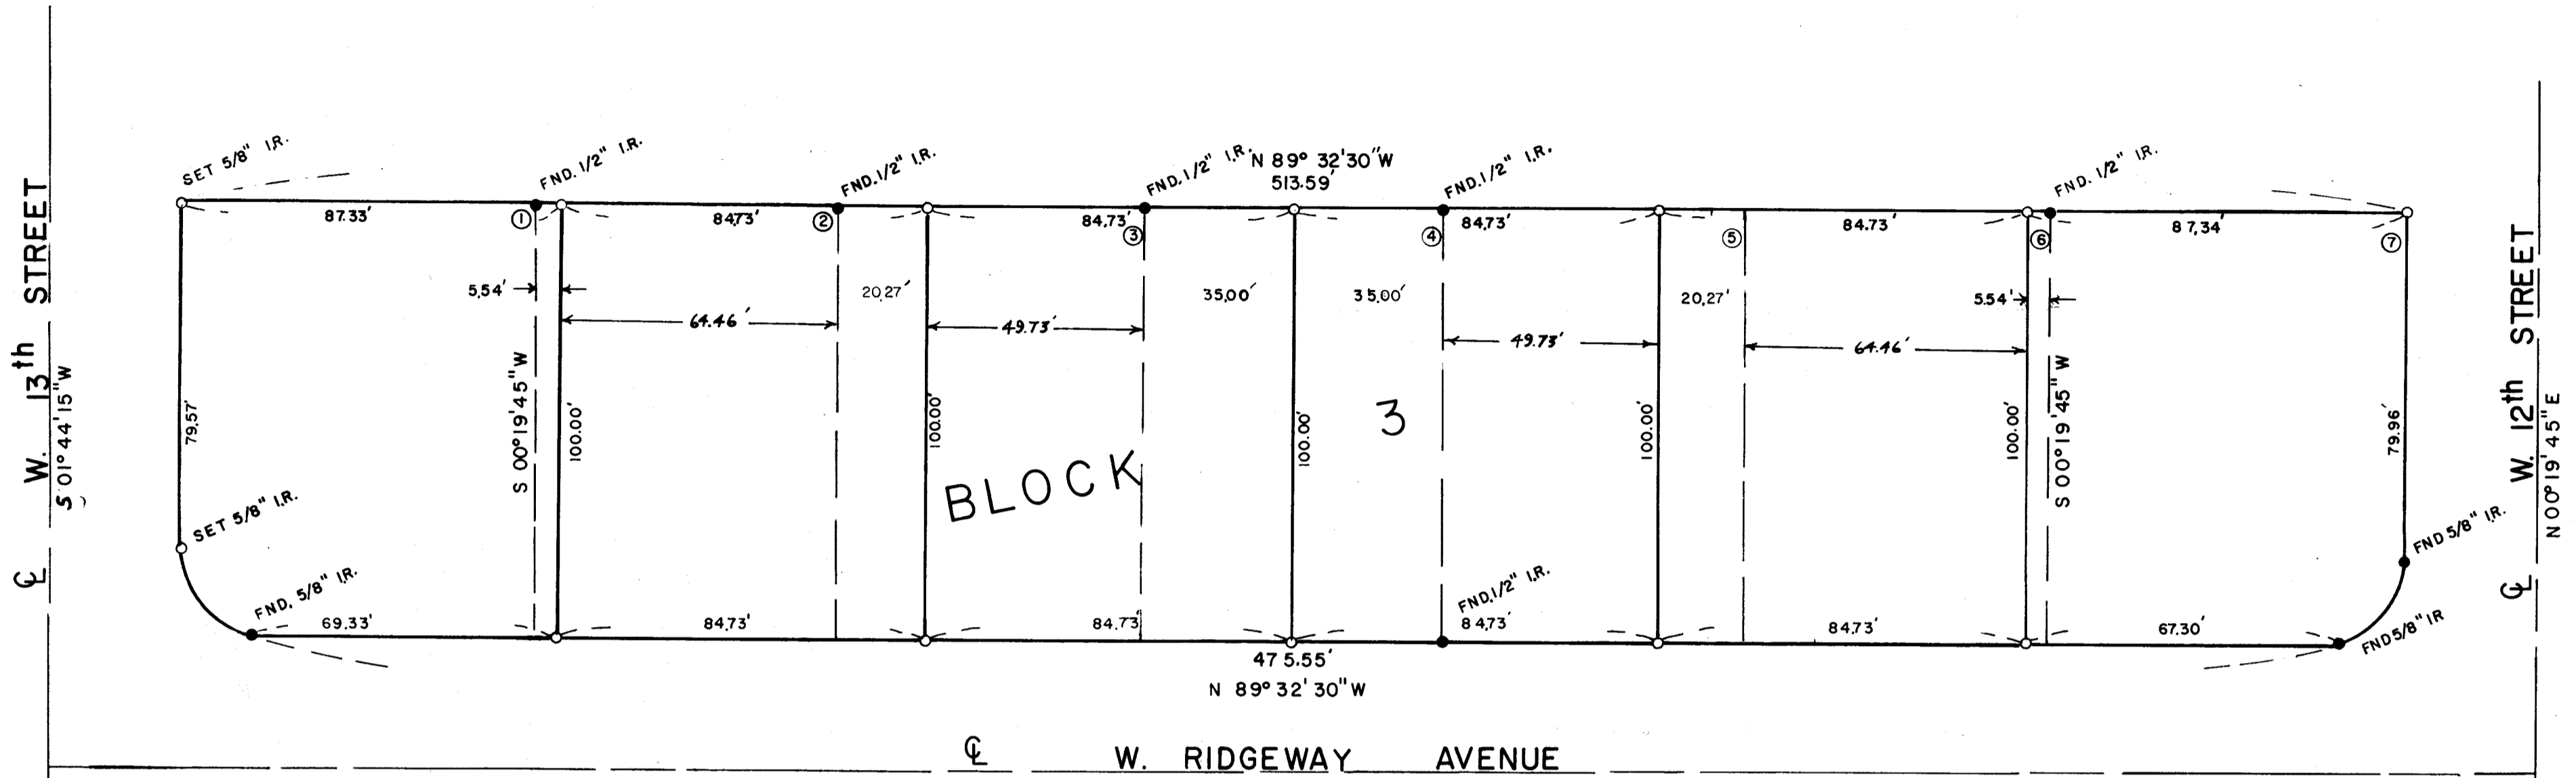 SET 5/8" I.R.
FND. 1/2" I.R.
FND. 1/2" I.R.
FND. 1/2" I.R.
N 89° 32' 30" W
513.59'
FND. 1/2" I.R.
FND. 1/2" I.R.
87.33'
①
84.73'
②
84.73'
③
④
84.73'
⑤
84.73'
⑥
87.34'
⑦
5.54'
64.46'
20.27'
49.73'
35.00'
35.00'
49.73'
20.27'
64.46'
5.54'
W. 13th STREET
S 01° 44' 15" W
℄
79.57'
S 00° 19' 45" W
100.00'
100.00'
100.00'
100.00'
100.00'
S 00° 19' 45" W
79.96'
W. 12th STREET
N 00° 19' 45" E
℄
BLOCK 3
SET 5/8" I.R.
FND. 5/8" I.R.
FND. 1/2" I.R.
FND 5/8" I.R.
FND 5/8" IR
69.33'
84.73'
84.73'
84.73'
84.73'
67.30'
475.55'
N 89° 32' 30" W
℄ W. RIDGEWAY AVENUE